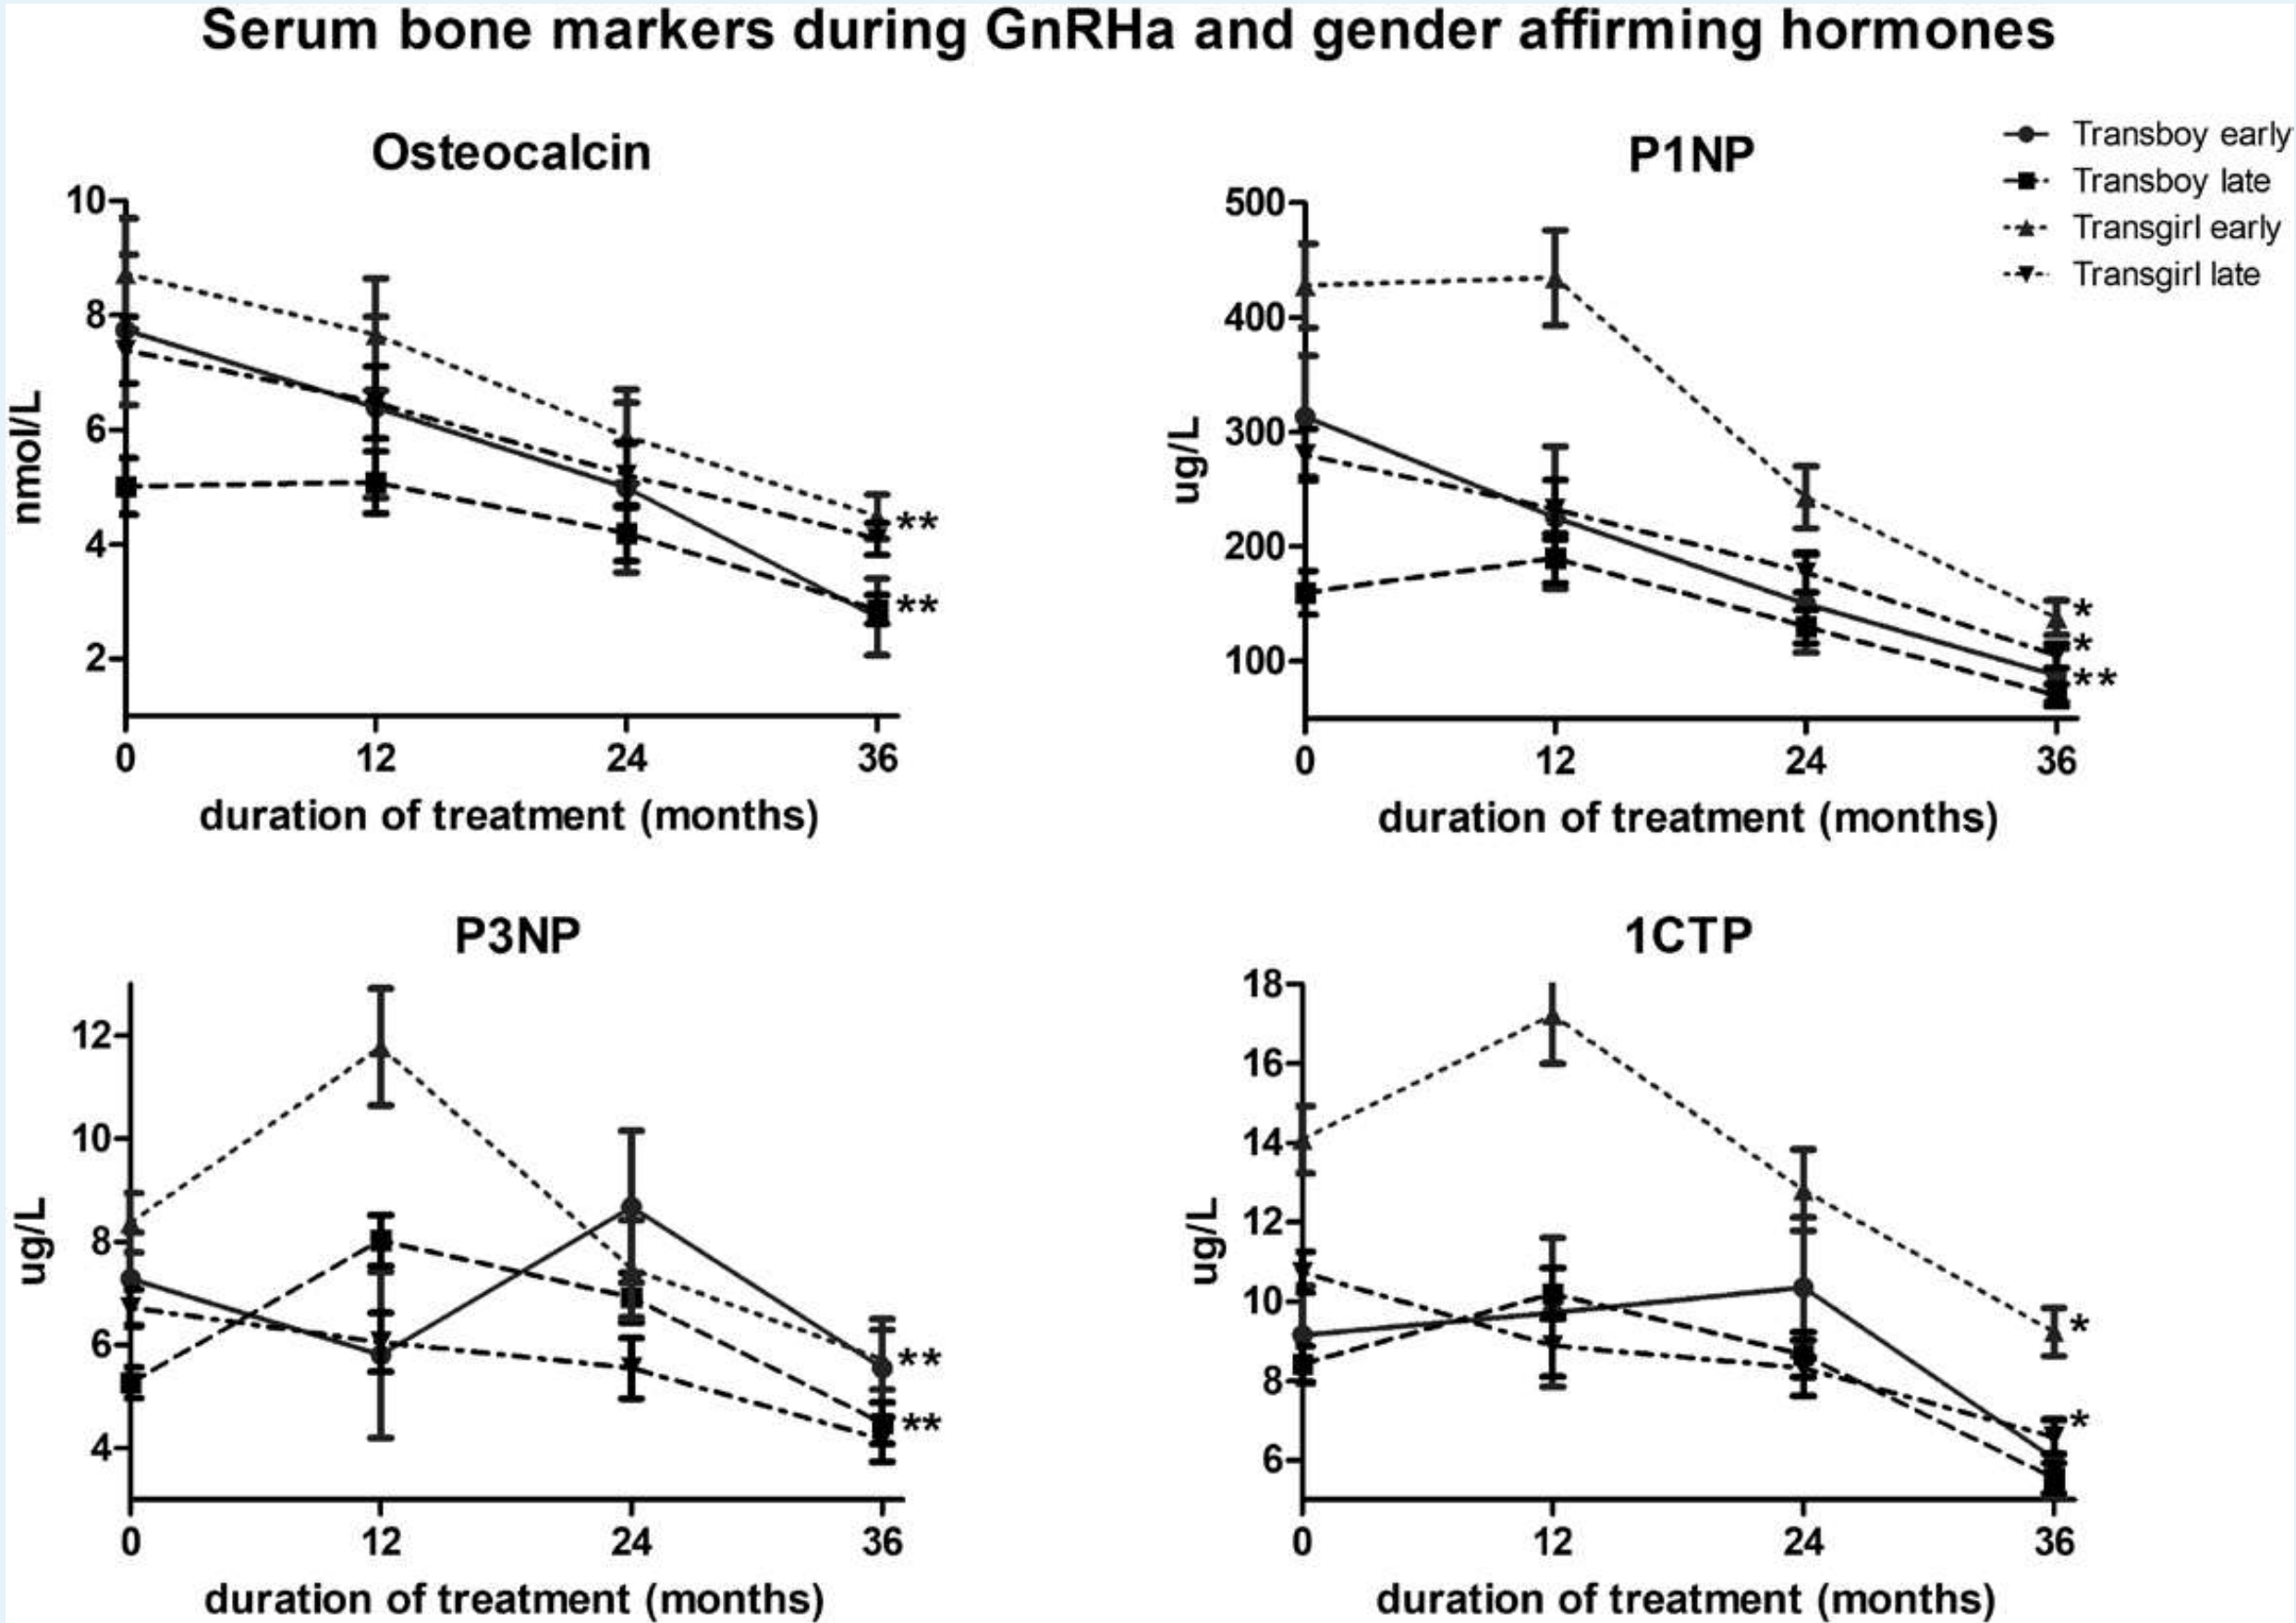 Serum bone markers during GnRHa and gender affirming hormones
Osteocalcin
10
8
6
4
2
nmol/L
0 12 24 36
duration of treatment (months)
**
**
P1NP
500
400
300
200
100
ug/L
0 12 24 36
duration of treatment (months)
*
*
**
Transboy early
Transboy late
Transgirl early
Transgirl late
P3NP
12
10
8
6
4
ug/L
0 12 24 36
duration of treatment (months)
**
**
1CTP
18
16
14
12
10
8
6
ug/L
0 12 24 36
duration of treatment (months)
*
*